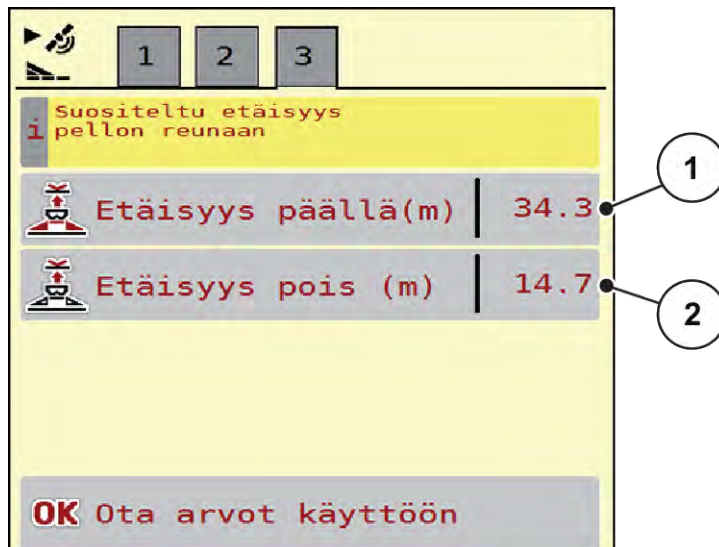 1 2 3
i Suositeltu etäisyys
pellon reunaan
Etäisyys päällä(m) 34.3
1
Etäisyys pois (m) 14.7
2
OK Ota arvot käyttöön